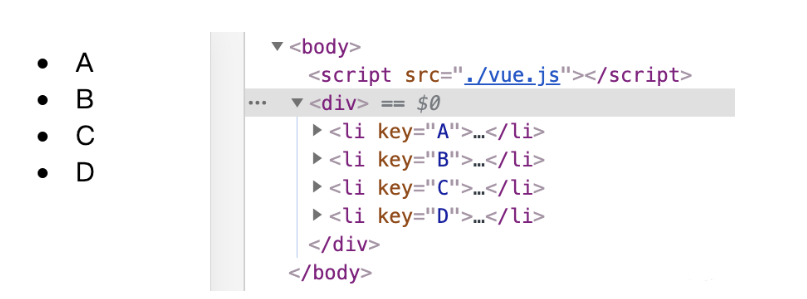 A
B
C
D
<body>
<script src="./vue.js"></script>
<div> == $0
<li key="A">…</li>
<li key="B">…</li>
<li key="C">…</li>
<li key="D">…</li>
</div>
</body>